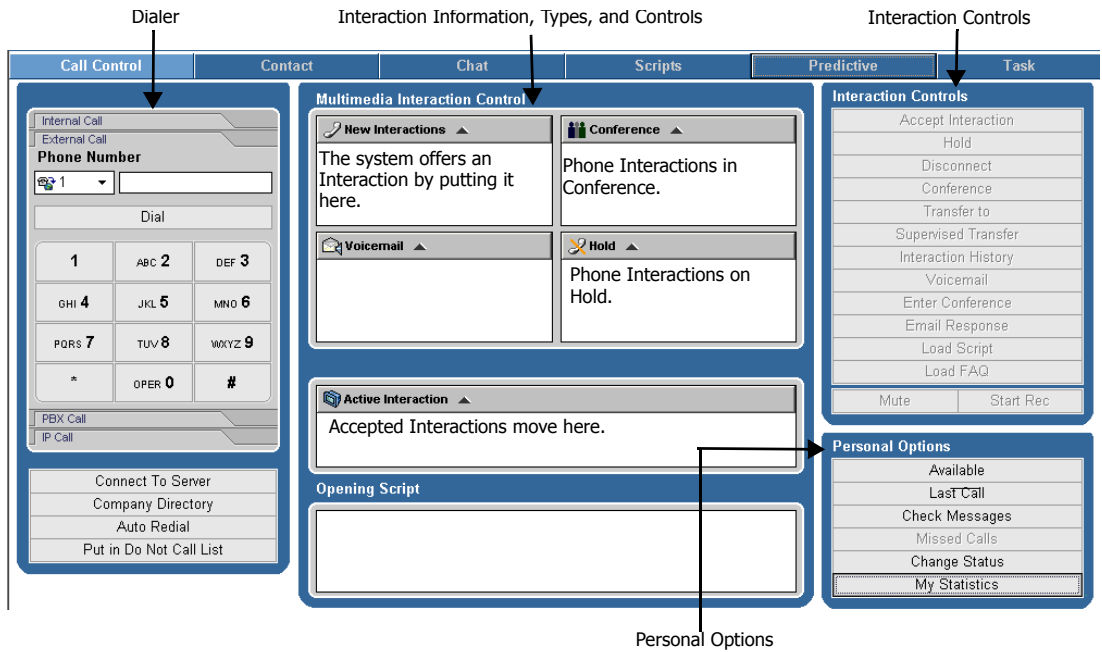 Dialer
Interaction Information, Types, and Controls
Interaction Controls
Call Control
Contact
Chat
Scripts
Predictive
Task
Internal Call
External Call
Phone Number
1
Dial
1
ABC 2
DEF 3
GHI 4
JKL 5
MNO 6
PQRS 7
TUV 8
WXYZ 9
*
OPER 0
#
PBX Call
IP Call
Connect To Server
Company Directory
Auto Redial
Put in Do Not Call List
Multimedia Interaction Control
New Interactions
The system offers an
Interaction by putting it
here.
Conference
Phone Interactions in
Conference.
Voicemail
Hold
Phone Interactions on
Hold.
Active Interaction
Accepted Interactions move here.
Opening Script
Interaction Controls
Accept Interaction
Hold
Disconnect
Conference
Transfer to
Supervised Transfer
Interaction History
Voicemail
Enter Conference
Email Response
Load Script
Load FAQ
Mute
Start Rec
Personal Options
Available
Last Call
Check Messages
Missed Calls
Change Status
My Statistics
Personal Options